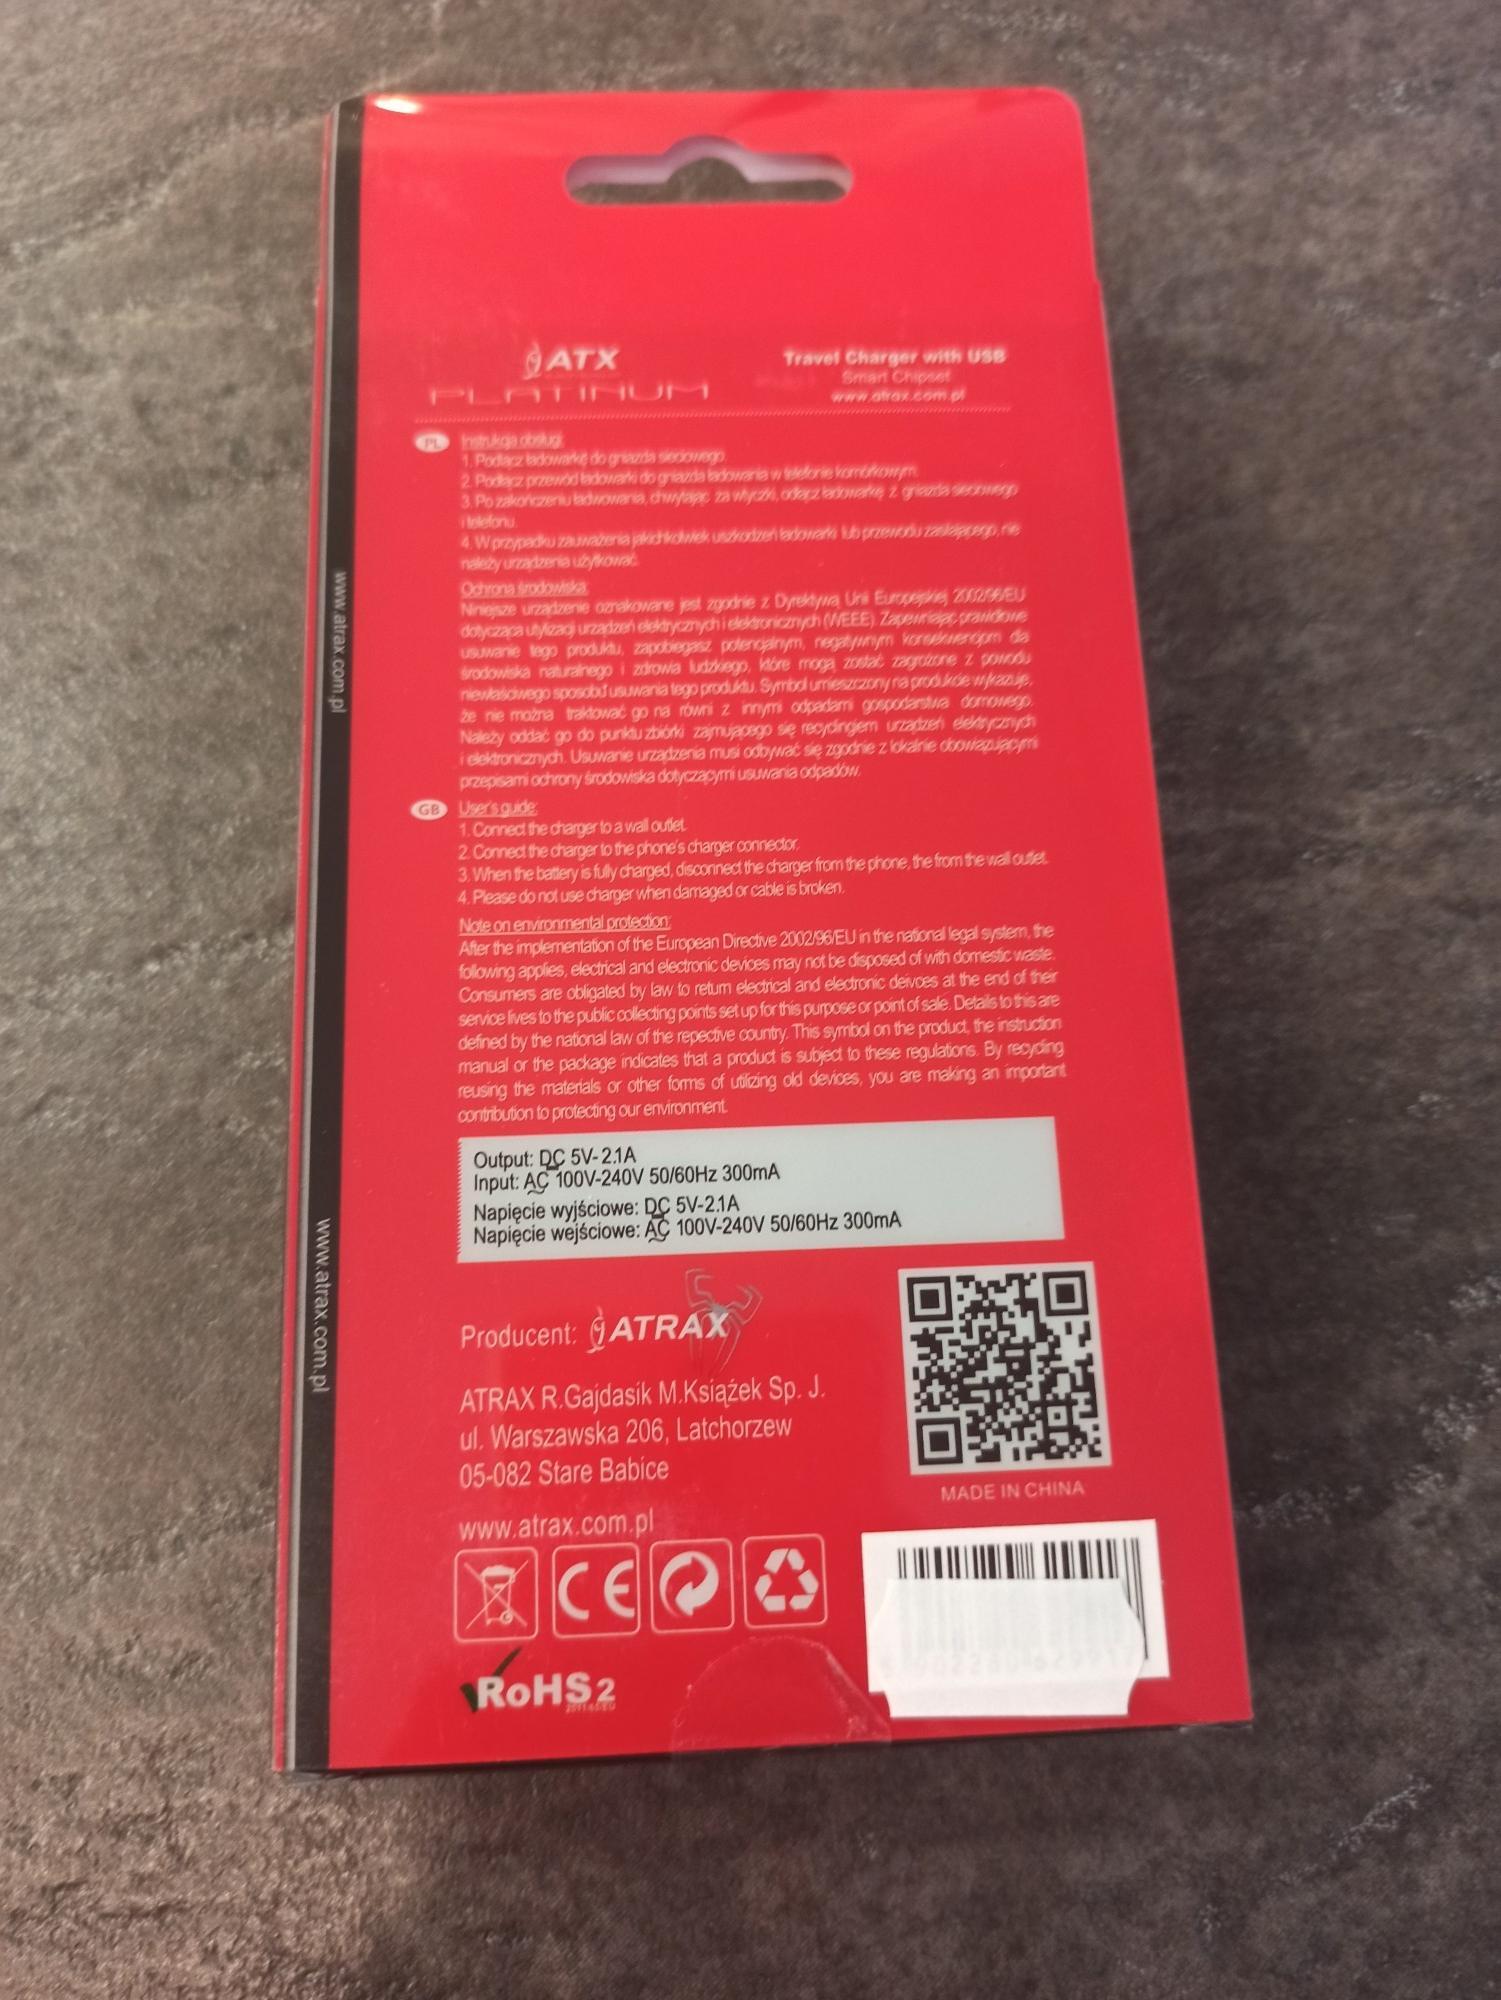 ATX
PLATINUM
Travel Charger with USB
Smart Chipset
www.atrax.com.pl
PL
Instrukcja obsługi:
1. Podłącz ładowarkę do gniazda sieciowego.
2. Podłącz przewód ładowarki do gniazda ładowania w telefonie komórkowym.
3. Po zakończeniu ładwowania, chwytając za wtyczki, odłącz ładowarkę z gniazda sieciowego
i telefonu.
4. W przypadku zauważenia jakichkolwiek uszkodzeń ładowarki lub przewodu zasilającego, nie
należy urządzenia użytkować.
Ochrona środowiska:
Niniejsze urządzenie oznakowane jest zgodnie z Dyrektywą Unii Europejskiej 2002/96/EU
dotyczącą utylizacji urządzeń elektrycznych i elektronicznych (WEEE). Zapewniając prawidłowe
usuwanie tego produktu, zapobiegasz potencjalnym, negatywnym konsekwencjom dla
środowiska naturalnego i zdrowia ludzkiego, które mogą zostać zagrożone z powodu
niewłaściwego sposobu usuwania tego produktu. Symbol umieszczony na produkcie wykazuje,
że nie można traktować go na równi z innymi odpadami gospodarstwa domowego.
Należy oddać go do punktu zbiórki zajmującego się recyclingiem urządzeń elektrycznych
i elektronicznych. Usuwanie urządzenia musi odbywać się zgodnie z lokalnie obowiązującymi
przepisami ochrony środowiska dotyczącymi usuwania odpadów.
GB
User's guide:
1. Connect the charger to a wall outlet.
2. Connect the charger to the phone's charger connector.
3. When the battery is fully charged, disconnect the charger from the phone, the from the wall outlet.
4. Please do not use charger when damaged or cable is broken.
Note on environmental protection:
After the implementation of the European Directive 2002/96/EU in the national legal system, the
following applies, electrical and electronic devices may not be disposed of with domestic waste.
Consumers are obligated by law to return electrical and electronic deivces at the end of their
service lives to the public collecting points set up for this purpose or point of sale. Details to this are
defined by the national law of the repective country. This symbol on the product, the instruction
manual or the package indicates that a product is subject to these regulations. By recycling
reusing the materials or other forms of utilizing old devices, you are making an important
contribution to protecting our environment.
Output: DC 5V-2.1A
Input: AC 100V-240V 50/60Hz 300mA
Napięcie wyjściowe: DC 5V-2.1A
Napięcie wejściowe: AC 100V-240V 50/60Hz 300mA
Producent: ATRAX
ATRAX R.Gajdasik M.Książek Sp. J.
ul. Warszawska 206, Latchorzew
05-082 Stare Babice
www.atrax.com.pl
MADE IN CHINA
CE
RoHS 2
www.atrax.com.pl
www.atrax.com.pl